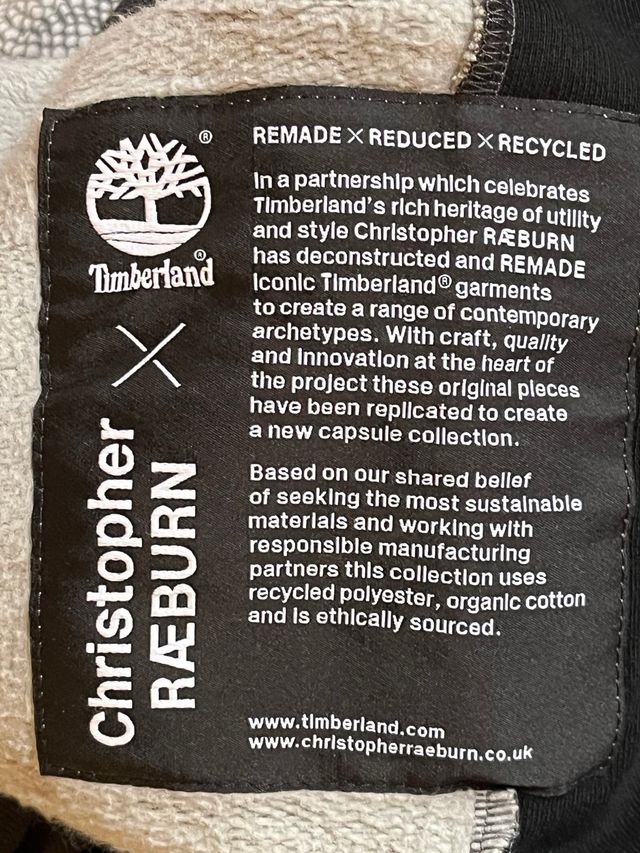 ®
Timberland®
X
Christopher
RÆBURN
REMADE X REDUCED X RECYCLED
In a partnership which celebrates
Timberland's rich heritage of utility
and style Christopher RÆBURN
has deconstructed and REMADE
iconic Timberland® garments
to create a range of contemporary
archetypes. With craft, quality
and innovation at the heart of
the project these original pieces
have been replicated to create
a new capsule collection.
Based on our shared belief
of seeking the most sustainable
materials and working with
responsible manufacturing
partners this collection uses
recycled polyester, organic cotton
and is ethically sourced.
www.timberland.com
www.christopherraeburn.co.uk